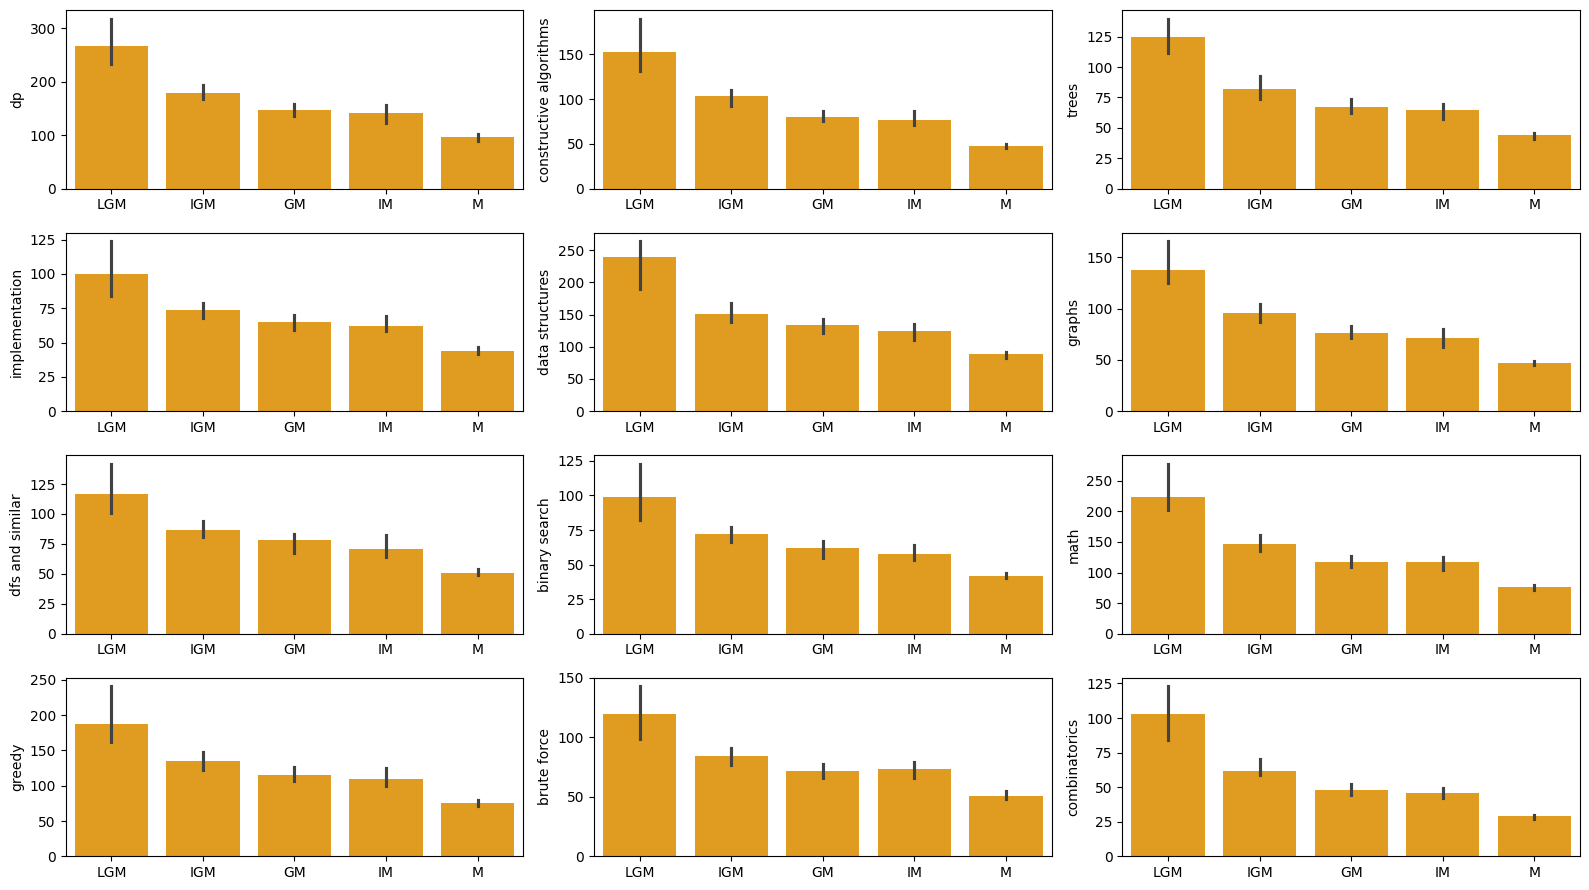 dp
300
200
100
0
LGM IGM GM IM M
constructive algorithms
150
100
50
0
LGM IGM GM IM M
trees
125
100
75
50
25
0
LGM IGM GM IM M
implementation
125
100
75
50
25
0
LGM IGM GM IM M
data structures
250
200
150
100
50
0
LGM IGM GM IM M
graphs
150
100
50
0
LGM IGM GM IM M
dfs and similar
125
100
75
50
25
0
LGM IGM GM IM M
binary search
125
100
75
50
25
0
LGM IGM GM IM M
math
250
200
150
100
50
0
LGM IGM GM IM M
greedy
250
200
150
100
50
0
LGM IGM GM IM M
brute force
150
100
50
0
LGM IGM GM IM M
combinatorics
125
100
75
50
25
0
LGM IGM GM IM M